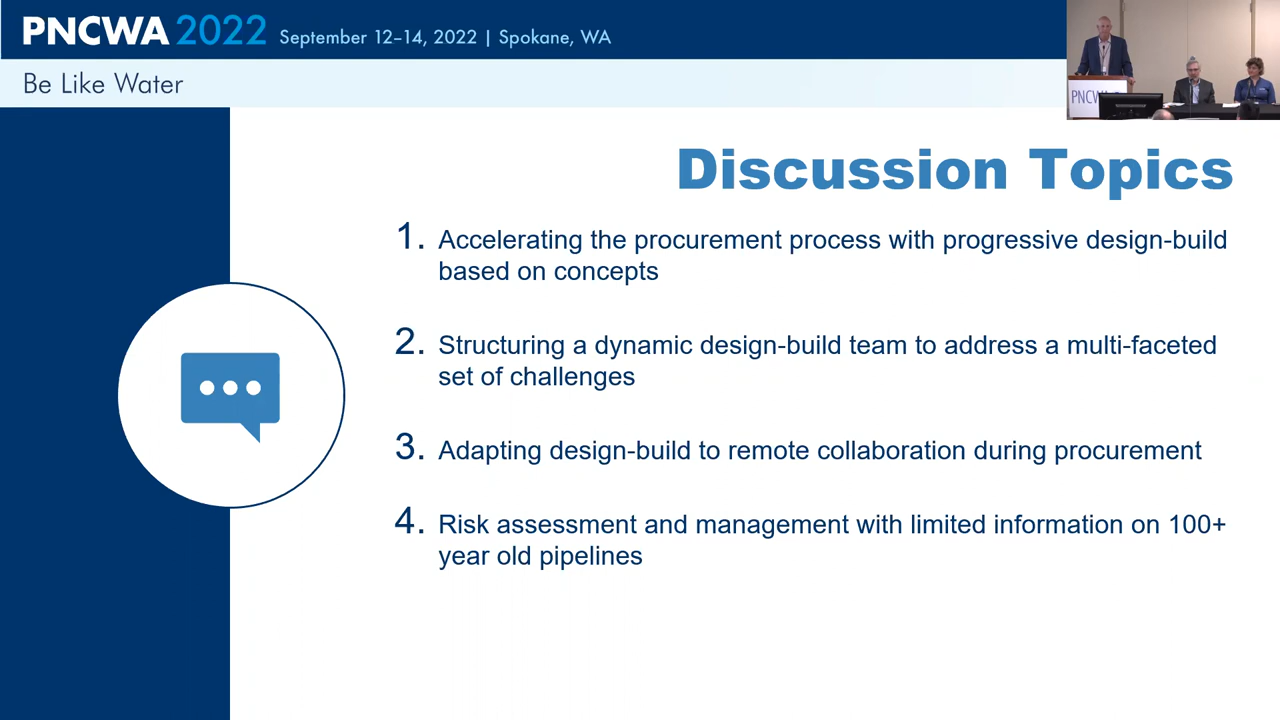 PNCWA 2022 September 12–14, 2022 | Spokane, WA
Be Like Water
PNCW
Discussion Topics
1. Accelerating the procurement process with progressive design-build
based on concepts
2. Structuring a dynamic design-build team to address a multi-faceted
set of challenges
3. Adapting design-build to remote collaboration during procurement
4. Risk assessment and management with limited information on 100+
year old pipelines